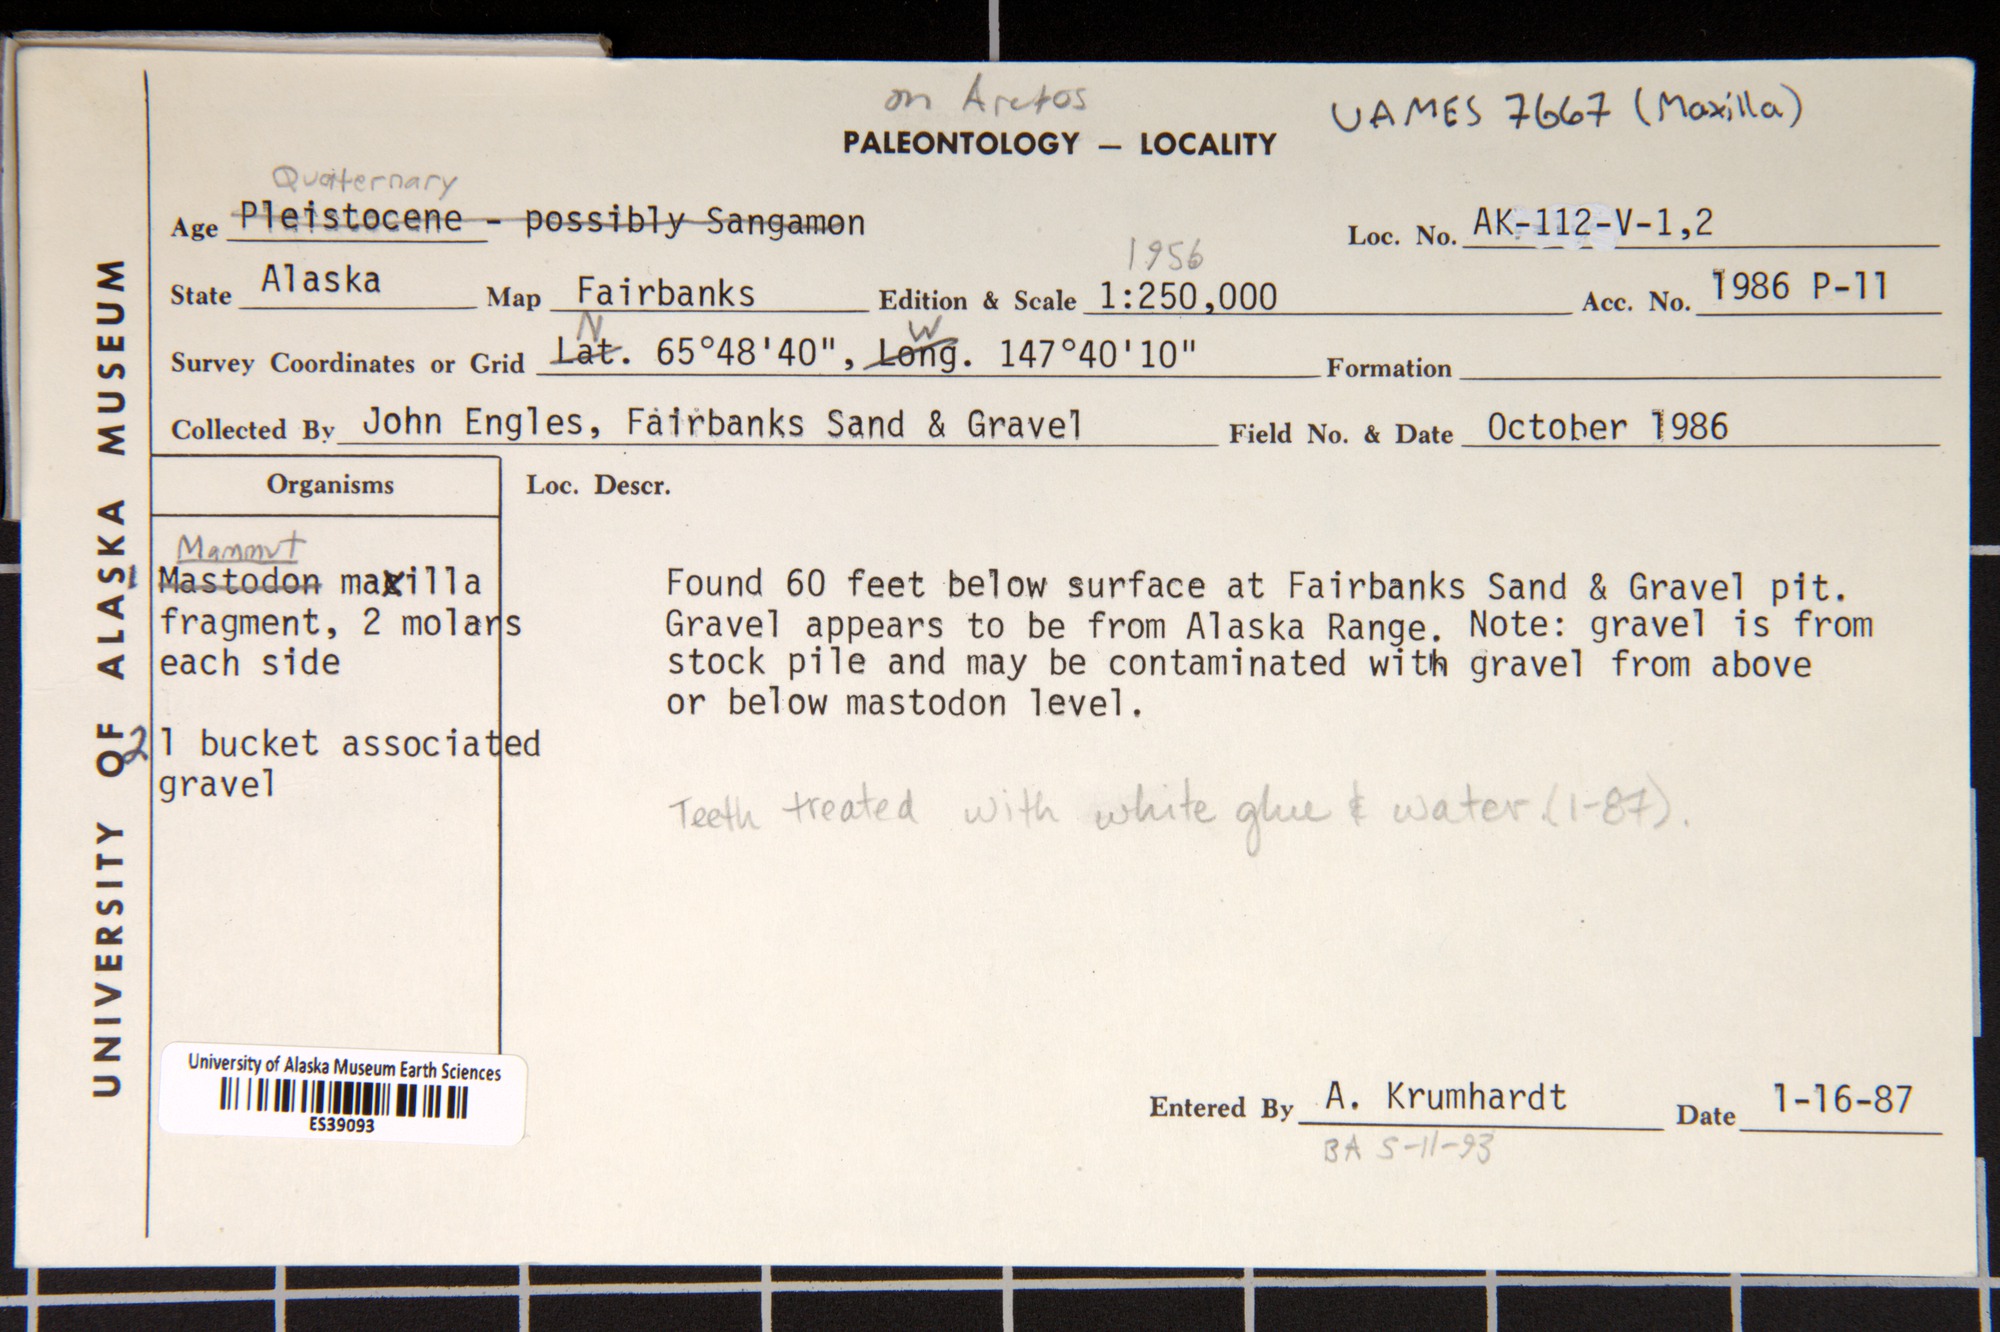 on Arctos
UAMES 7667 (Maxilla)
PALEONTOLOGY — LOCALITY
Quaternary
Age Pleistocene - possibly Sangamon
Loc. No. AK-112-V-1,2
1956
State Alaska Map Fairbanks Edition & Scale 1:250,000 Acc. No. 1986 P-11
N W
Survey Coordinates or Grid Lat. 65°48'40", Long. 147°40'10" Formation
Collected By John Engles, Fairbanks Sand & Gravel Field No. & Date October 1986
Organisms
Loc. Descr.
Mammut
1 Mastodon maxilla
fragment, 2 molars
each side
2 1 bucket associated
gravel
Found 60 feet below surface at Fairbanks Sand & Gravel pit.
Gravel appears to be from Alaska Range. Note: gravel is from
stock pile and may be contaminated with gravel from above
or below mastodon level.
Teeth treated with white glue & water. (1-87).
UNIVERSITY OF ALASKA MUSEUM
University of Alaska Museum Earth Sciences
ES39093
Entered By A. Krumhardt Date 1-16-87
BA 5-11-93